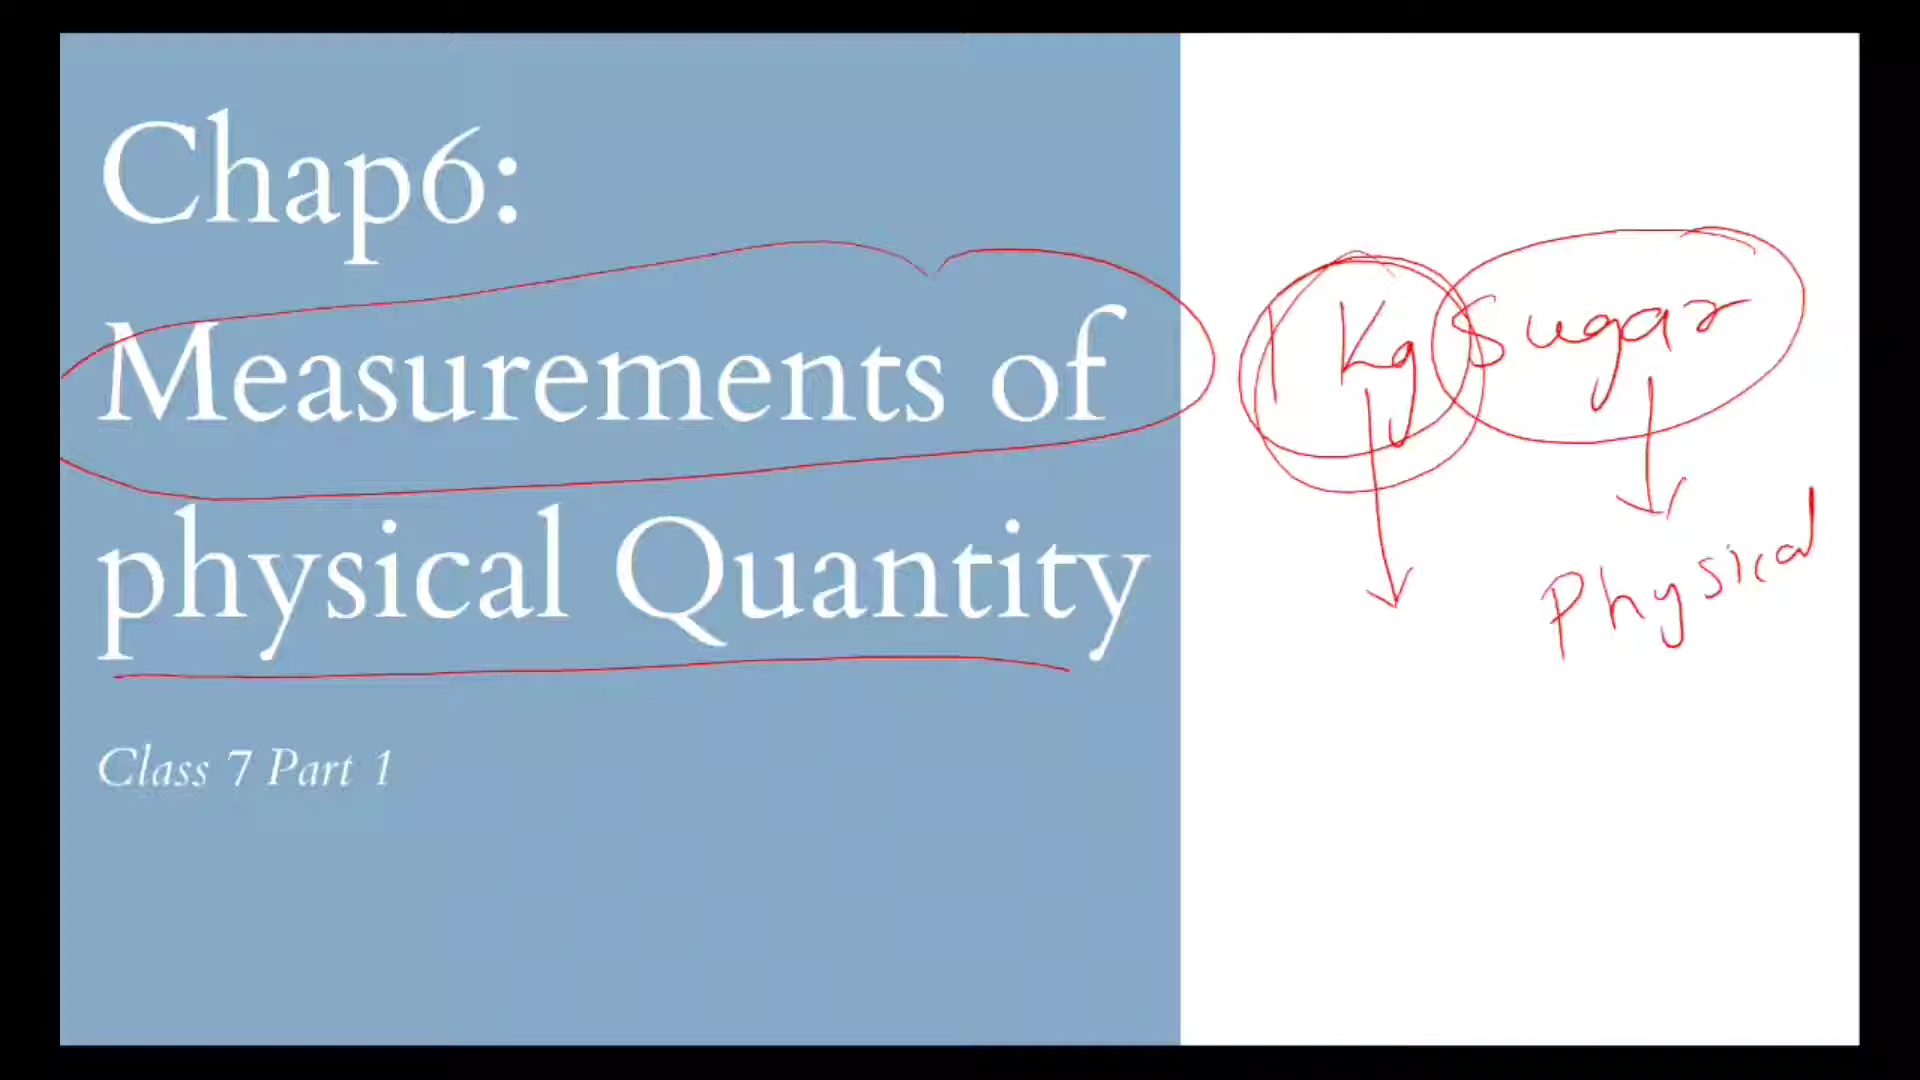 Chap6:
Measurements of
physical Quantity
Class 7 Part 1
1 Kg Sugar
Physical